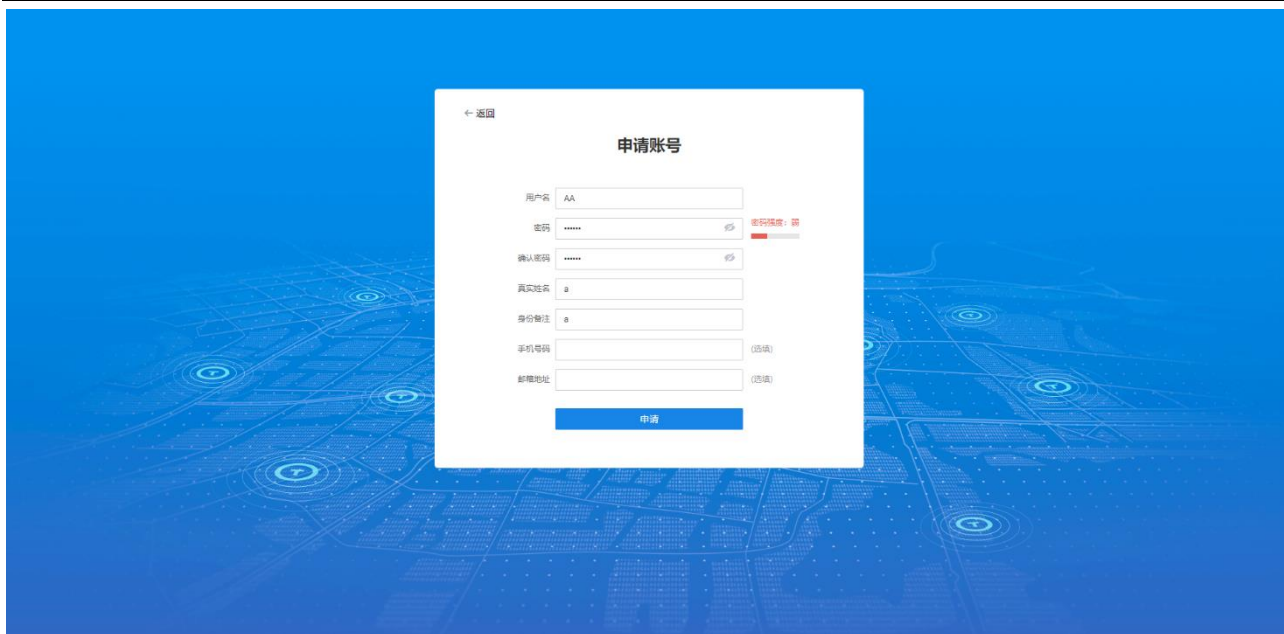 ← 返回
申请账号
用户名 AA
密码 •••••• 密码强度：弱
确认密码 ••••••
真实姓名 a
身份备注 a
手机号码 (选填)
邮箱地址 (选填)
申请